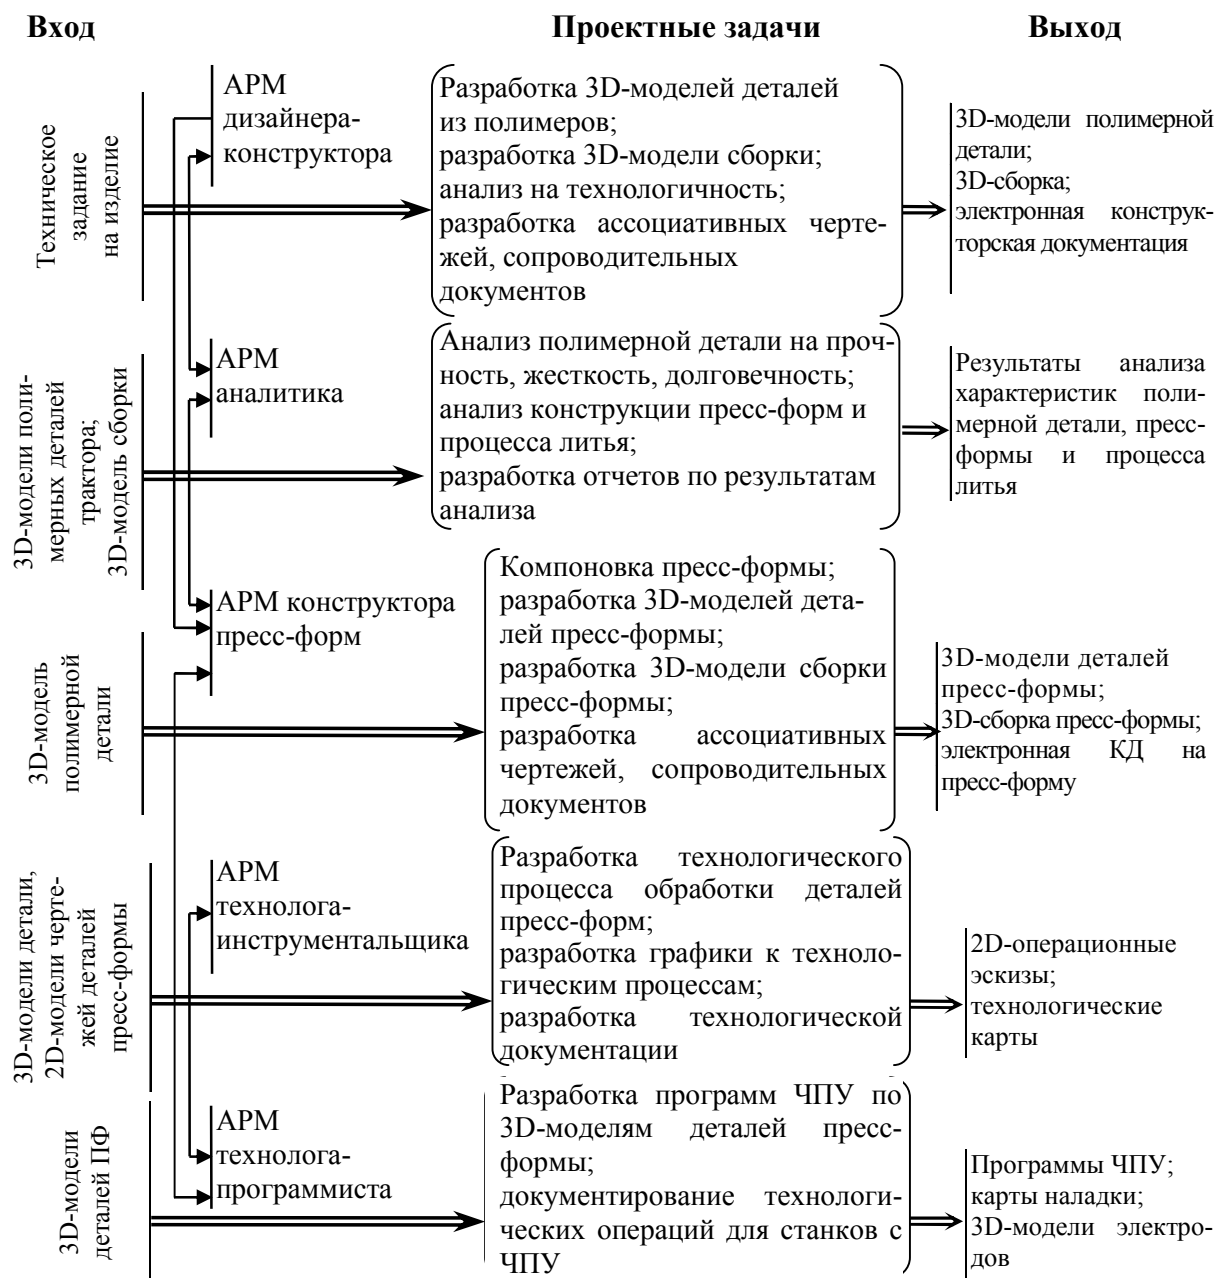 Вход
Проектные задачи
Выход
Техническое
задание
на изделие
АРМ
дизайнера-
конструктора
Разработка 3D-моделей деталей
из полимеров;
разработка 3D-модели сборки;
анализ на технологичность;
разработка ассоциативных черте-
жей, сопроводительных
документов
3D-модели полимерной
детали;
3D-сборка;
электронная конструк-
торская документация
3D-модели поли-
мерных деталей
трактора;
3D-модель сборки
АРМ
аналитика
Анализ полимерной детали на проч-
ность, жесткость, долговечность;
анализ конструкции пресс-форм и
процесса литья;
разработка отчетов по результатам
анализа
Результаты анализа
характеристик поли-
мерной детали, пресс-
формы и процесса
литья
3D-модель
полимерной
детали
АРМ конструктора
пресс-форм
Компоновка пресс-формы;
разработка 3D-моделей дета-
лей пресс-формы;
разработка 3D-модели сборки
пресс-формы;
разработка ассоциативных
чертежей, сопроводительных
документов
3D-модели деталей
пресс-формы;
3D-сборка пресс-формы;
электронная КД на
пресс-форму
3D-модели детали,
2D-модели черте-
жей деталей
пресс-формы
АРМ
технолога-
инструментальщика
Разработка технологического
процесса обработки деталей
пресс-форм;
разработка графики к техноло-
гическим процессам;
разработка технологической
документации
2D-операционные
эскизы;
технологические
карты
3D-модели
деталей ПФ
АРМ
технолога-
программиста
Разработка программ ЧПУ по
3D-моделям деталей пресс-
формы;
документирование технологи-
ческих операций для станков с
ЧПУ
Программы ЧПУ;
карты наладки;
3D-модели электро-
дов